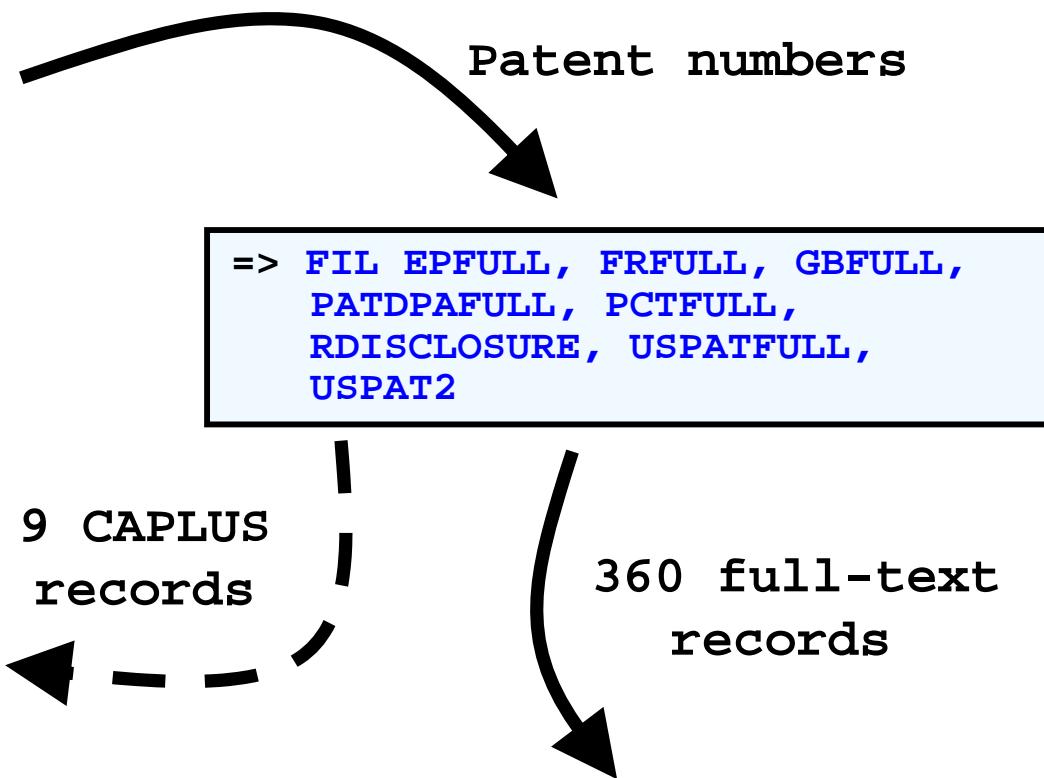 Patent numbers
=> FIL EPFULL, FRFULL, GBFULL,
PATDPAFULL, PCTFULL,
RDISCLOSURE, USPATFULL,
USPAT2
9 CAPLUS
records
360 full-text
records